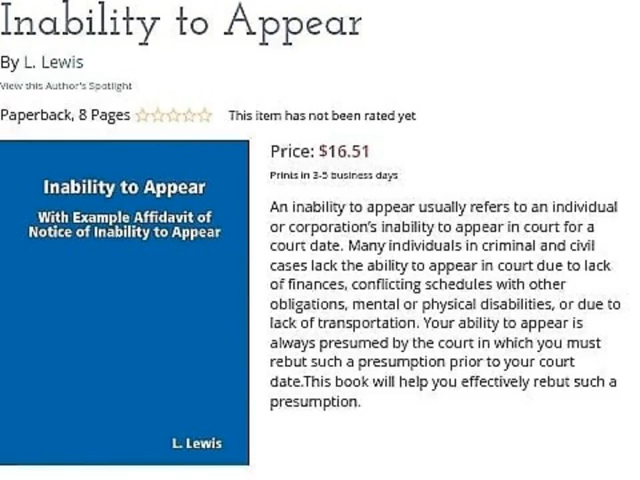 Inability to Appear
By L. Lewis
View this Author's Spotlight
Paperback, 8 Pages This item has not been rated yet
Inability to Appear
With Example Affidavit of
Notice of Inability to Appear
L. Lewis
Price: $16.51
Prints in 3-5 business days
An inability to appear usually refers to an individual
or corporation's inability to appear in court for a
court date. Many individuals in criminal and civil
cases lack the ability to appear in court due to lack
of finances, conflicting schedules with other
obligations, mental or physical disabilities, or due to
lack of transportation. Your ability to appear is
always presumed by the court in which you must
rebut such a presumption prior to your court
date.This book will help you effectively rebut such a
presumption.